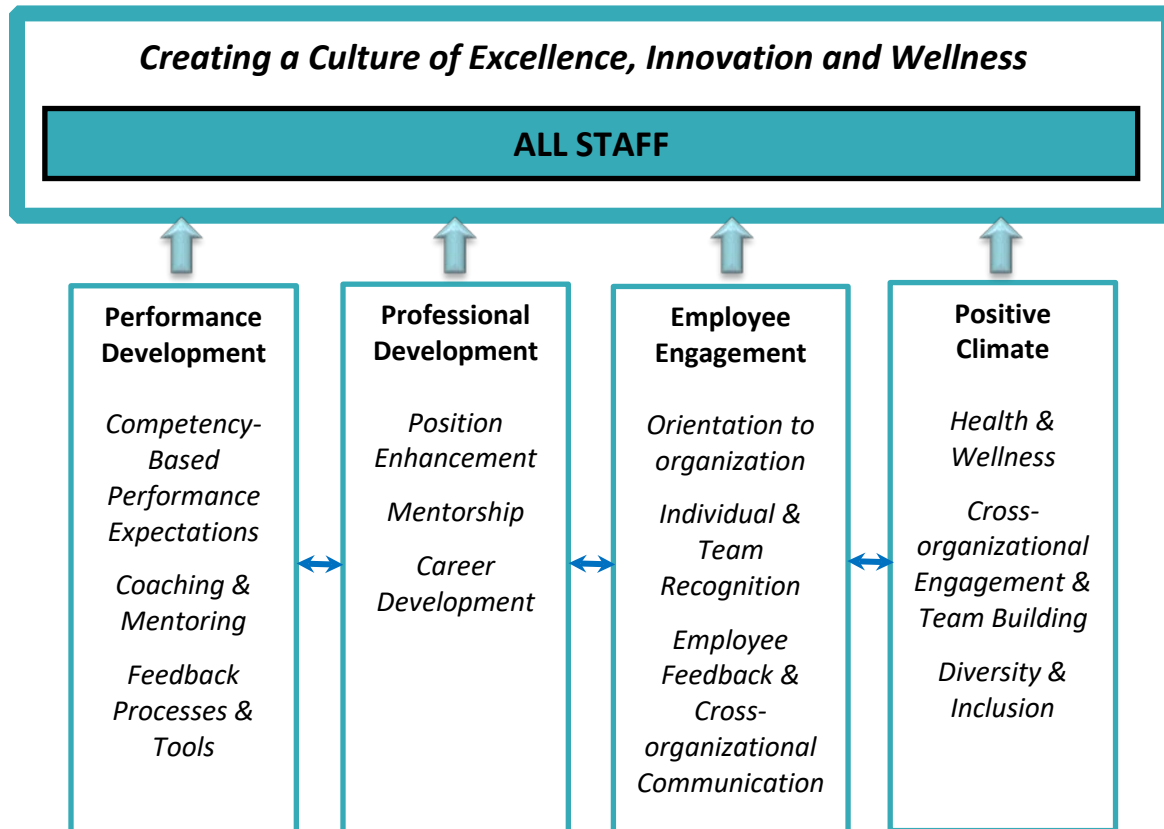 Creating a Culture of Excellence, Innovation and Wellness
ALL STAFF
Performance
Development
Competency-
Based
Performance
Expectations
Coaching &
Mentoring
Feedback
Processes &
Tools
Professional
Development
Position
Enhancement
Mentorship
Career
Development
Employee
Engagement
Orientation to
organization
Individual &
Team
Recognition
Employee
Feedback &
Cross-
organizational
Communication
Positive
Climate
Health &
Wellness
Cross-
organizational
Engagement &
Team Building
Diversity &
Inclusion